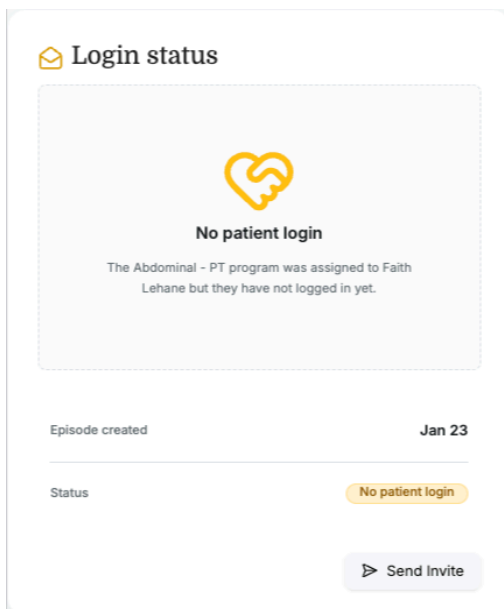 Login status
No patient login
The Abdominal - PT program was assigned to Faith
Lehane but they have not logged in yet.
Episode created
Jan 23
Status
No patient login
Send Invite